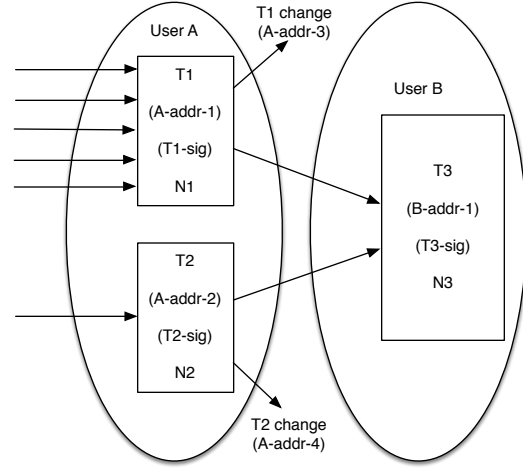 User A
T1 change
(A-addr-3)
T1
(A-addr-1)
(T1-sig)
N1
User B
T3
(B-addr-1)
(T3-sig)
N3
T2
(A-addr-2)
(T2-sig)
N2
T2 change
(A-addr-4)